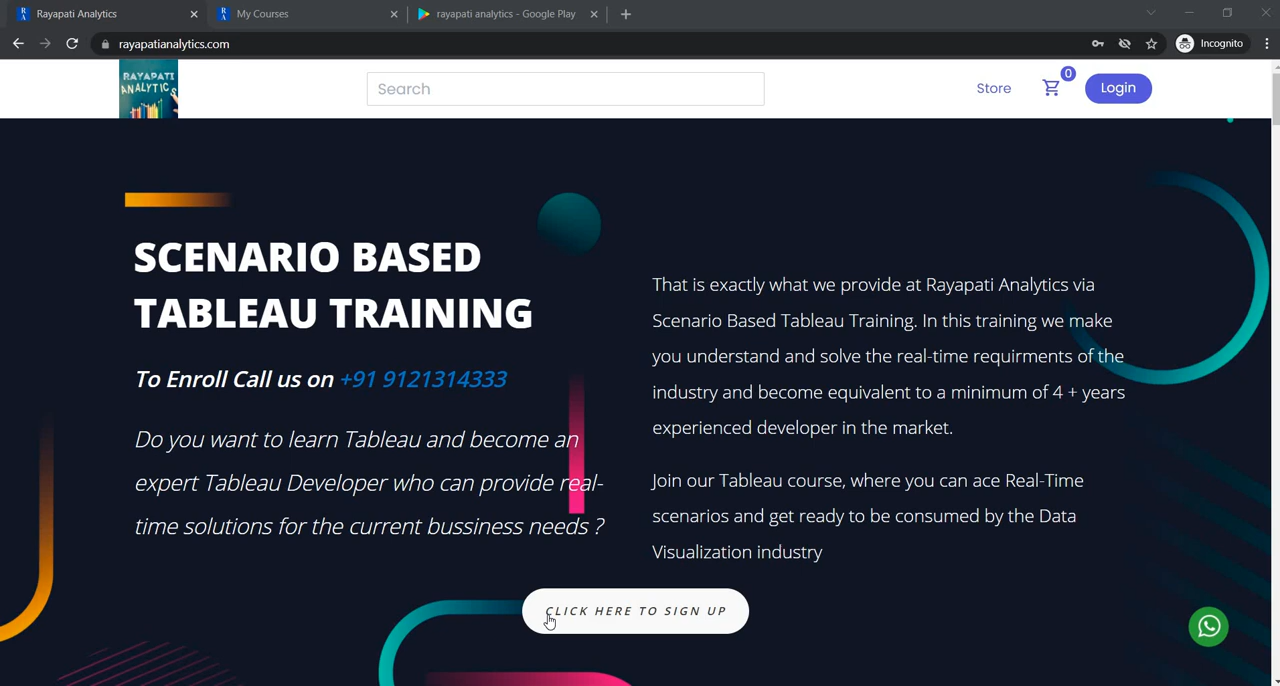 Rayapati Analytics
My Courses
rayapati analytics - Google Play
rayapatianalytics.com
Incognito
RAYAPATI
ANALYTICS
Search
Store
0
Login
SCENARIO BASED
TABLEAU TRAINING
To Enroll Call us on +91 9121314333
Do you want to learn Tableau and become an
expert Tableau Developer who can provide real-
time solutions for the current bussiness needs ?
That is exactly what we provide at Rayapati Analytics via
Scenario Based Tableau Training. In this training we make
you understand and solve the real-time requirments of the
industry and become equivalent to a minimum of 4 + years
experienced developer in the market.
Join our Tableau course, where you can ace Real-Time
scenarios and get ready to be consumed by the Data
Visualization industry
CLICK HERE TO SIGN UP